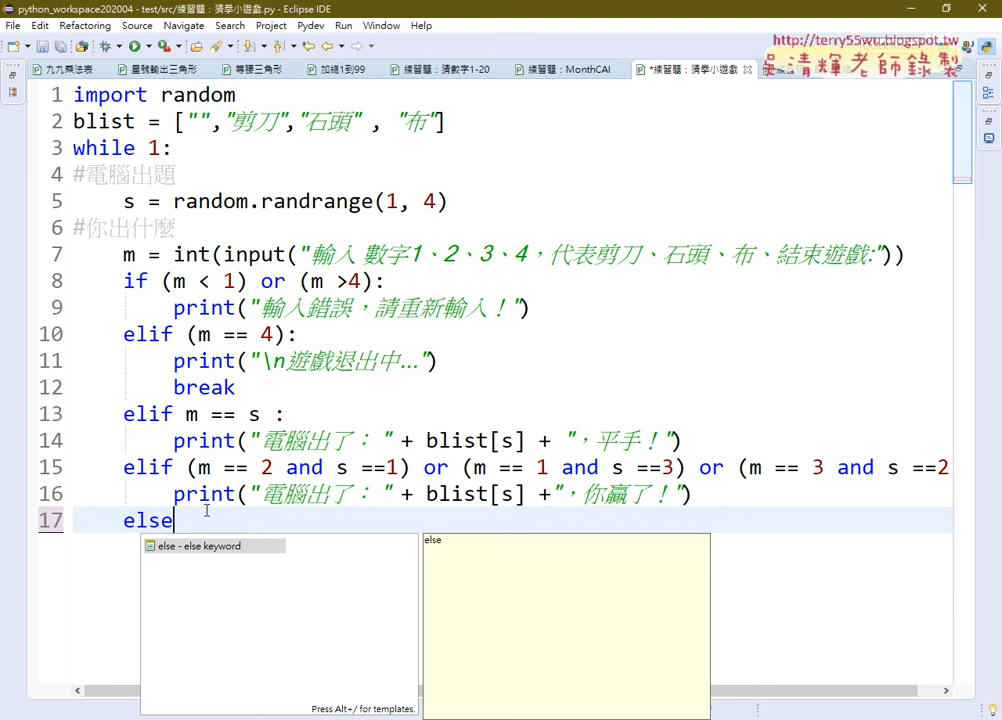 python_workspace202004 - test/src/練習題：猜拳小遊戲.py - Eclipse IDE
File Edit Refactoring Source Navigate Search Project Pydev Run Window Help
http://terry55wu.blogspot.tw
吳清輝老師錄製
九九乘法表 星號輸出三角形 等腰三角形 加總1到99 練習題：猜數字1-20 練習題：MonthCAl *練習題：猜拳小遊戲
1 import random
2 blist = ["","剪刀","石頭" , "布"]
3 while 1:
4 #電腦出題
5 s = random.randrange(1, 4)
6 #你出什麼
7 m = int(input("輸入 數字1、2、3、4，代表剪刀、石頭、布、結束遊戲:"))
8 if (m < 1) or (m >4):
9 print("輸入錯誤，請重新輸入！")
10 elif (m == 4):
11 print("\n遊戲退出中...")
12 break
13 elif m == s :
14 print("電腦出了：" + blist[s] + "，平手！")
15 elif (m == 2 and s ==1) or (m == 1 and s ==3) or (m == 3 and s ==2
16 print("電腦出了：" + blist[s] +"，你贏了！")
17 else
else - else keyword
else
Press Alt+/ for templates.